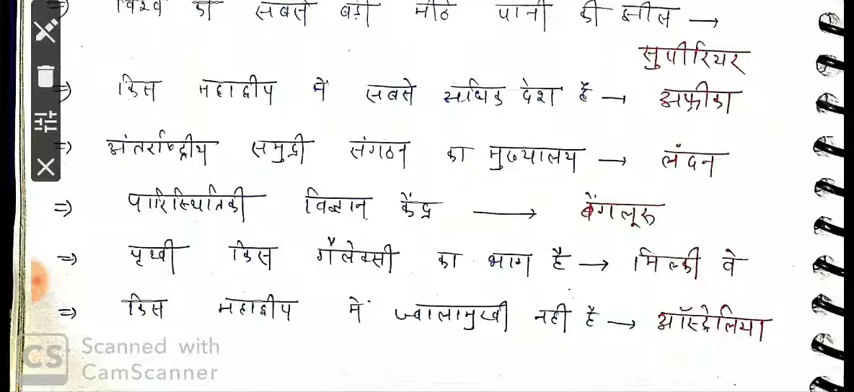 ⇒ विश्व की सबसे बड़ी मीठे पानी की झील →
सुपीरियर
⇒ किस महाद्वीप में सबसे अधिक देश है → अफ्रीका
⇒ अंतर्राष्ट्रीय समुद्री संगठन का मुख्यालय → लंदन
⇒ पारिस्थितिकी विज्ञान केंद्र → बेंगलूरू
⇒ पृथ्वी किस गैलेक्सी का भाग है → मिल्की वे
⇒ किस महाद्वीप में ज्वालामुखी नहीं है → ऑस्ट्रेलिया
CS Scanned with
CamScanner